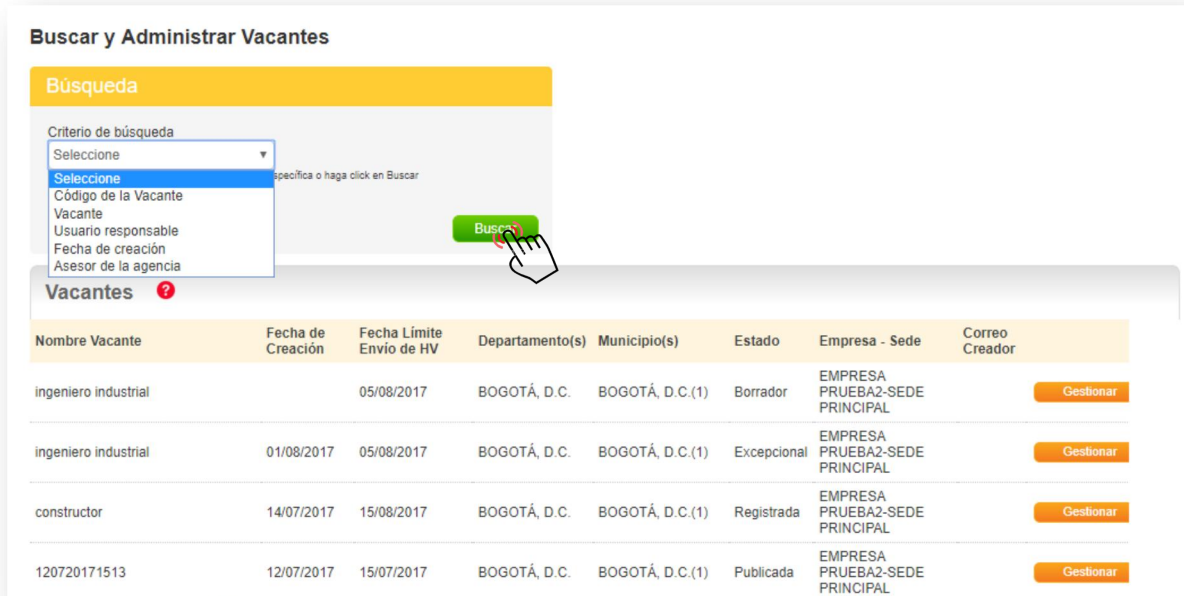 Buscar y Administrar Vacantes
Búsqueda
Criterio de búsqueda
Seleccione
Seleccione
específica o haga click en Buscar
Código de la Vacante
Vacante
Usuario responsable
Fecha de creación
Asesor de la agencia
Buscar
Vacantes ?
Nombre Vacante Fecha de Creación Fecha Límite Envío de HV Departamento(s) Municipio(s) Estado Empresa - Sede Correo Creador
ingeniero industrial 05/08/2017 BOGOTÁ, D.C. BOGOTÁ, D.C.(1) Borrador EMPRESA PRUEBA2-SEDE PRINCIPAL Gestionar
ingeniero industrial 01/08/2017 05/08/2017 BOGOTÁ, D.C. BOGOTÁ, D.C.(1) Excepcional EMPRESA PRUEBA2-SEDE PRINCIPAL Gestionar
constructor 14/07/2017 15/08/2017 BOGOTÁ, D.C. BOGOTÁ, D.C.(1) Registrada EMPRESA PRUEBA2-SEDE PRINCIPAL Gestionar
120720171513 12/07/2017 15/07/2017 BOGOTÁ, D.C. BOGOTÁ, D.C.(1) Publicada EMPRESA PRUEBA2-SEDE PRINCIPAL Gestionar